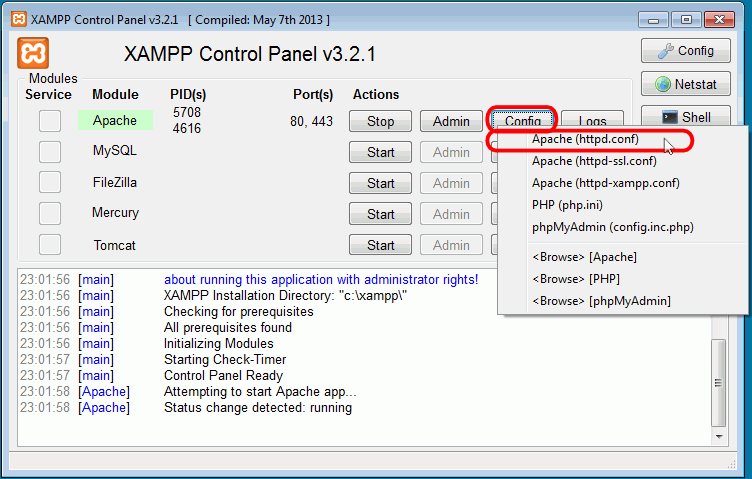 XAMPP Control Panel v3.2.1 [ Compiled: May 7th 2013 ]
XAMPP Control Panel v3.2.1
Config
Modules
Service Module PID(s) Port(s) Actions
Netstat
Apache 5708 4616 80, 443 Stop Admin Config Logs
Shell
MySQL Start Admin
FileZilla Start Admin
Mercury Start Admin
Tomcat Start Admin
Apache (httpd.conf)
Apache (httpd-ssl.conf)
Apache (httpd-xampp.conf)
PHP (php.ini)
phpMyAdmin (config.inc.php)
<Browse> [Apache]
<Browse> [PHP]
<Browse> [phpMyAdmin]
23:01:56 [main] about running this application with administrator rights!
23:01:56 [main] XAMPP Installation Directory: "c:\xampp\"
23:01:56 [main] Checking for prerequisites
23:01:56 [main] All prerequisites found
23:01:56 [main] Initializing Modules
23:01:57 [main] Starting Check-Timer
23:01:57 [main] Control Panel Ready
23:01:58 [Apache] Attempting to start Apache app...
23:01:58 [Apache] Status change detected: running